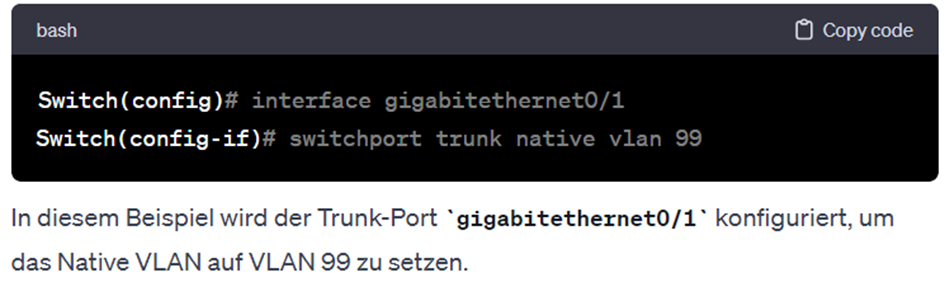 bash
Copy code
Switch(config)# interface gigabitethernet0/1
Switch(config-if)# switchport trunk native vlan 99
In diesem Beispiel wird der Trunk-Port `gigabitethernet0/1` konfiguriert, um
das Native VLAN auf VLAN 99 zu setzen.